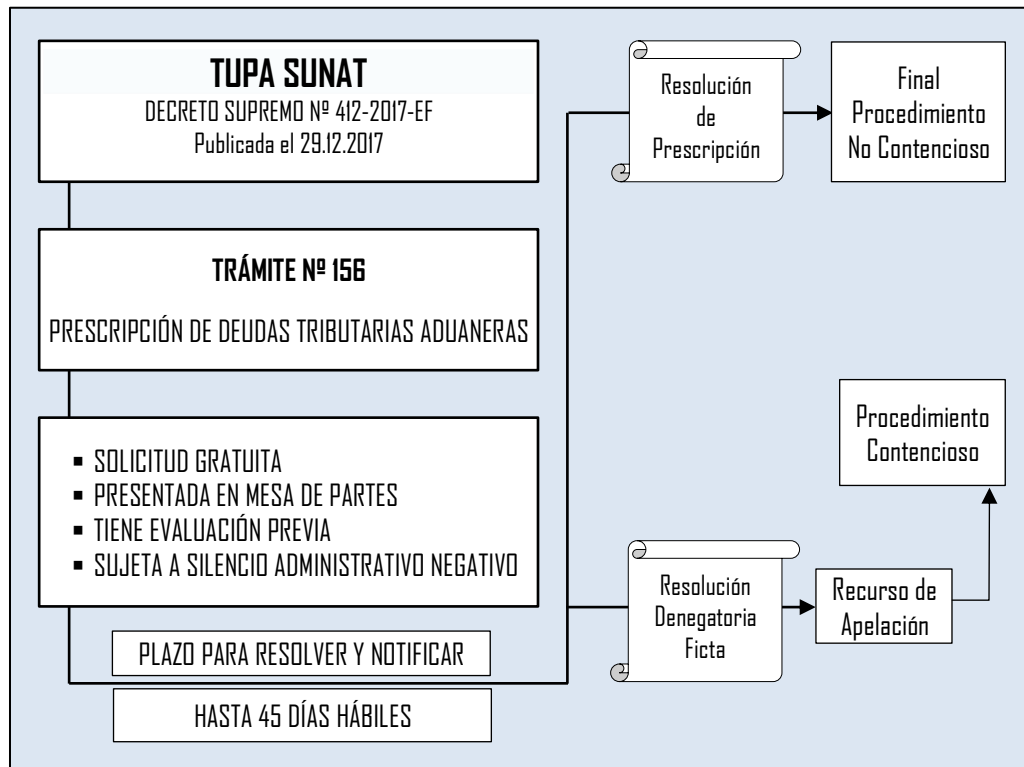 TUPA SUNAT
DECRETO SUPREMO Nº 412-2017-EF
Publicada el 29.12.2017
TRÁMITE Nº 156
PRESCRIPCIÓN DE DEUDAS TRIBUTARIAS ADUANERAS
▪ SOLICITUD GRATUITA
▪ PRESENTADA EN MESA DE PARTES
▪ TIENE EVALUACIÓN PREVIA
▪ SUJETA A SILENCIO ADMINISTRATIVO NEGATIVO
PLAZO PARA RESOLVER Y NOTIFICAR
HASTA 45 DÍAS HÁBILES
Resolución
de
Prescripción
Final
Procedimiento
No Contencioso
Resolución
Denegatoria
Ficta
Recurso de
Apelación
Procedimiento
Contencioso